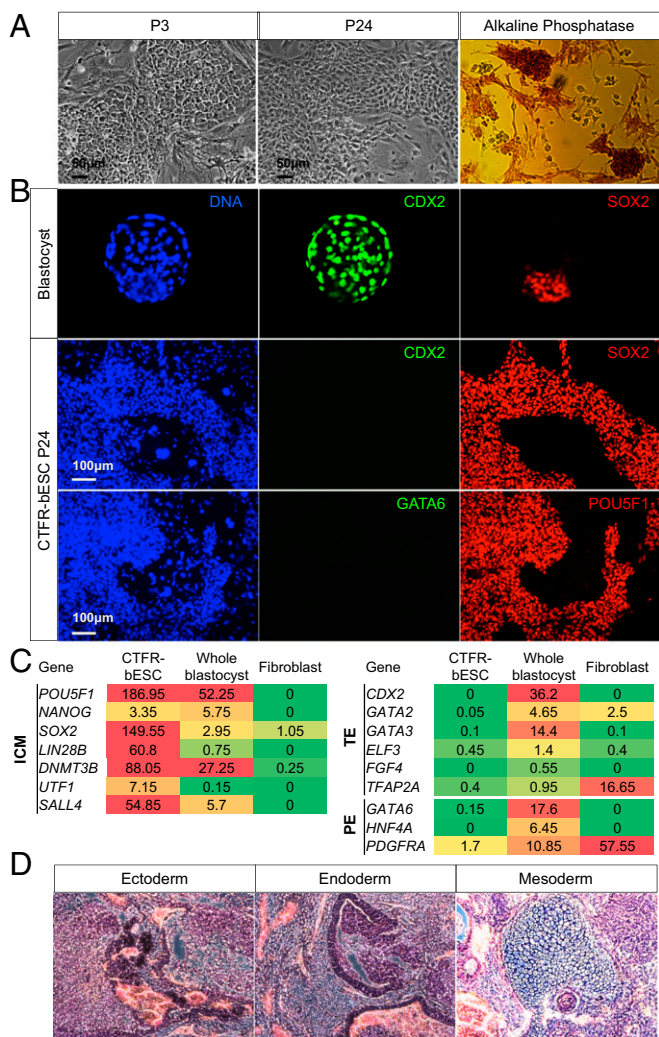 A
P3 P24 Alkaline Phosphatase
50μm 50μm
B
Blastocyst
DNA CDX2 SOX2
CTFR-bESC P24
CDX2 SOX2
100μm
GATA6 POU5F1
100μm
C
Gene CTFR-bESC Whole blastocyst Fibroblast
ICM
POU5F1 186.95 52.25 0
NANOG 3.35 5.75 0
SOX2 149.55 2.95 1.05
LIN28B 60.8 0.75 0
DNMT3B 88.05 27.25 0.25
UTF1 7.15 0.15 0
SALL4 54.85 5.7 0
Gene CTFR-bESC Whole blastocyst Fibroblast
TE
CDX2 0 36.2 0
GATA2 0.05 4.65 2.5
GATA3 0.1 14.4 0.1
ELF3 0.45 1.4 0.4
FGF4 0 0.55 0
TFAP2A 0.4 0.95 16.65
PE
GATA6 0.15 17.6 0
HNF4A 0 6.45 0
PDGFRA 1.7 10.85 57.55
D
Ectoderm Endoderm Mesoderm